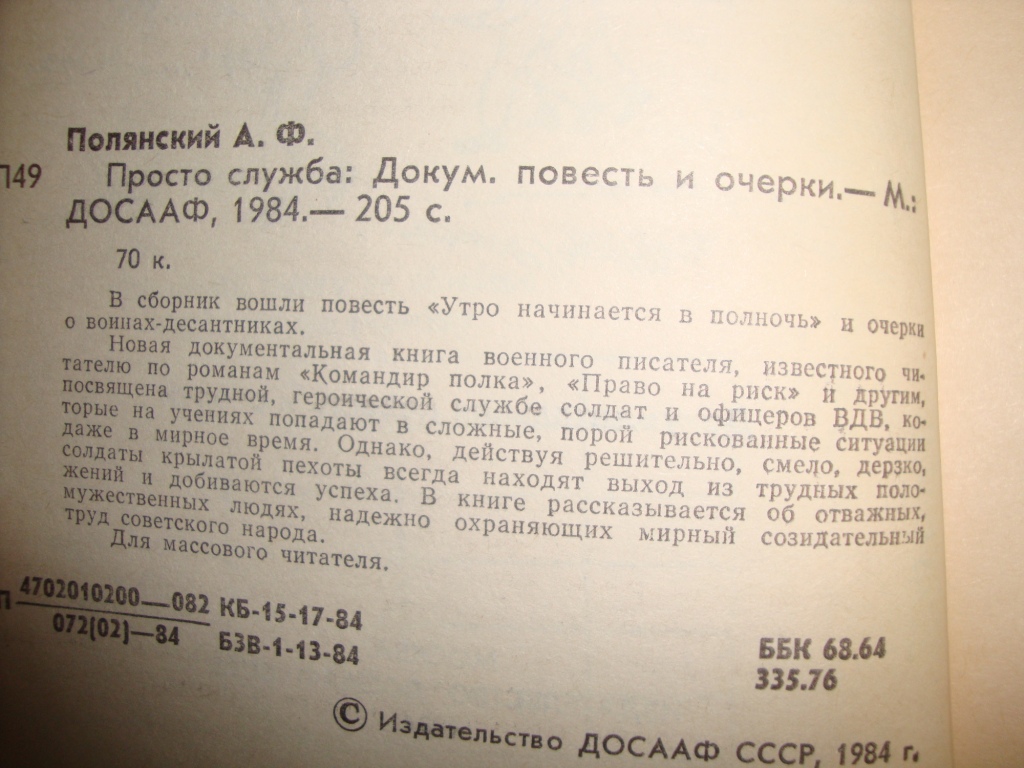 Полянский А. Ф.
П49 Просто служба: Докум. повесть и очерки.— М.:
ДОСААФ, 1984.— 205 с.
70 к.
В сборник вошли повесть «Утро начинается в полночь» и очерки
о воинах-десантниках.
Новая документальная книга военного писателя, известного чи-
тателю по романам «Командир полка», «Право на риск» и другим,
посвящена трудной, героической службе солдат и офицеров ВДВ, ко-
торые на учениях попадают в сложные, порой рискованные ситуации
даже в мирное время. Однако, действуя решительно, смело, дерзко,
солдаты крылатой пехоты всегда находят выход из трудных поло-
жений и добиваются успеха. В книге рассказывается об отважных,
мужественных людях, надежно охраняющих мирный созидательный
труд советского народа.
Для массового читателя.
П 4702010200—082 КБ-15-17-84
072(02)—84 БЗВ-1-13-84
ББК 68.64
335.76
© Издательство ДОСААФ СССР, 1984 г.